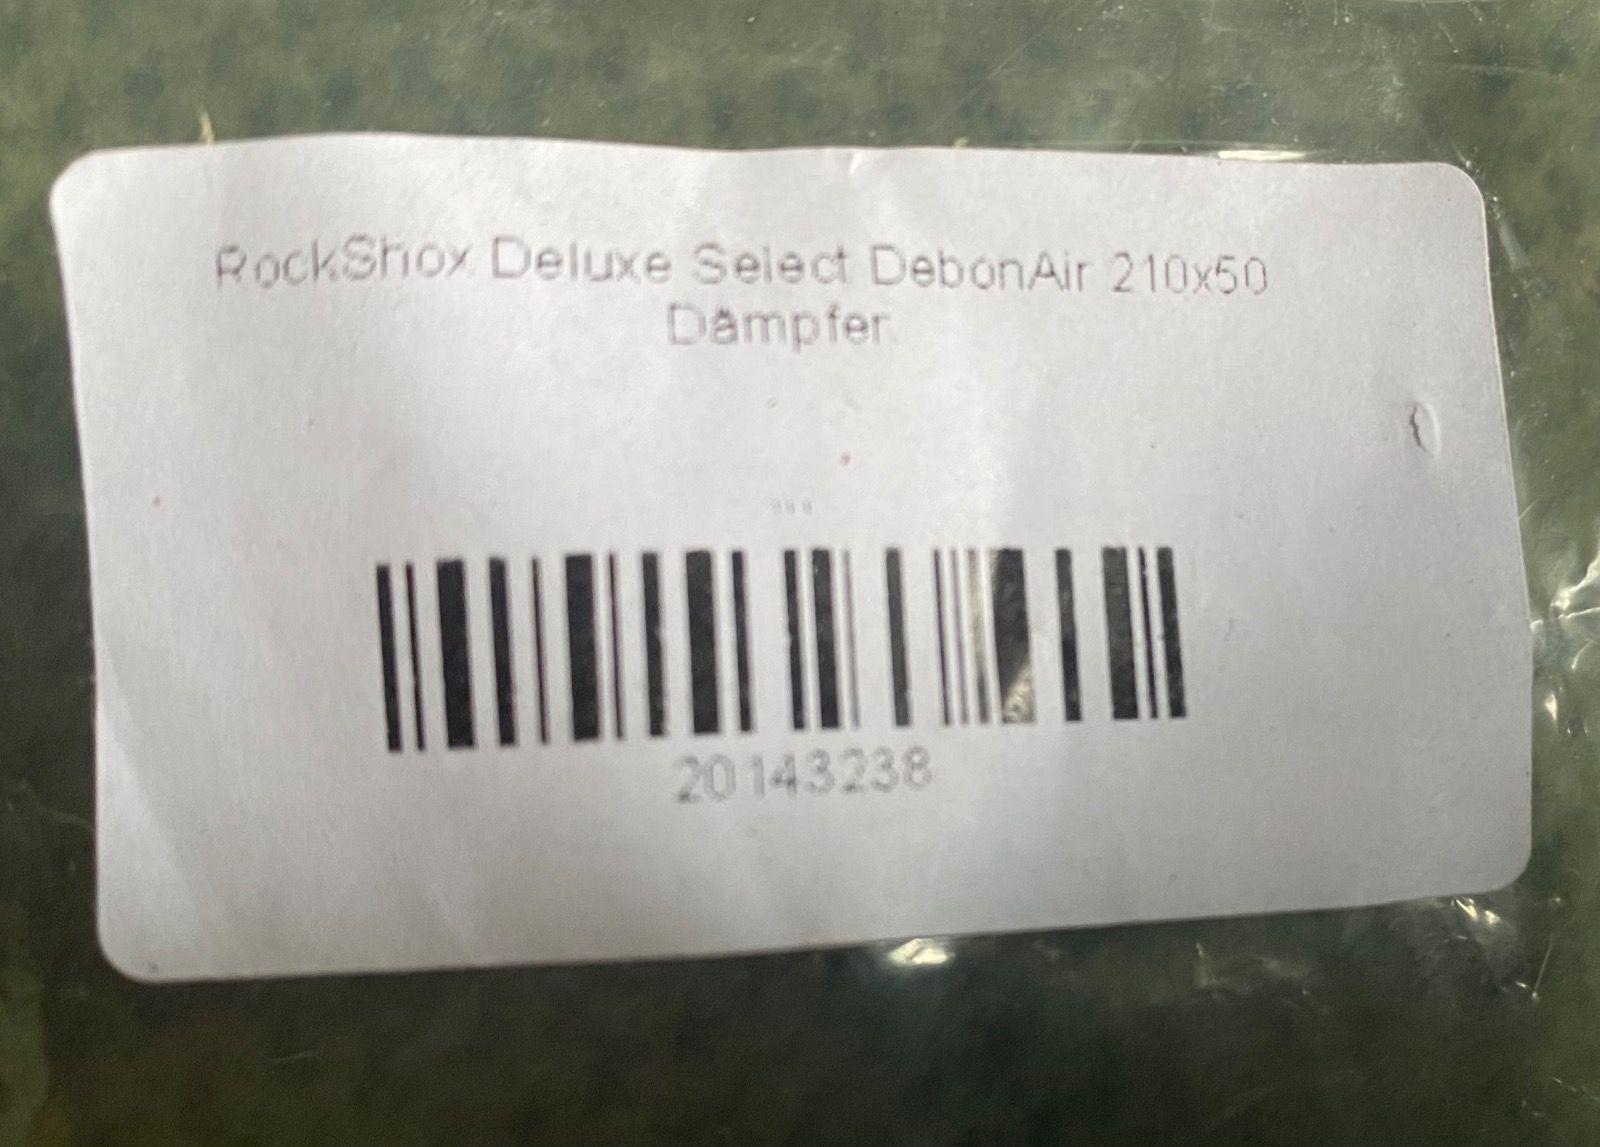 RockShox Deluxe Select DebonAir 210x50
Dämpfer
20143238